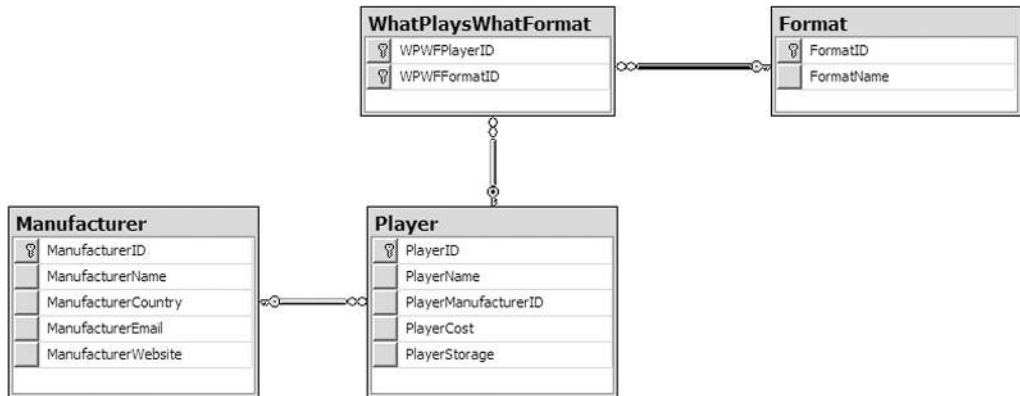 WhatPlaysWhatFormat
WPWFPlayerID
WPWFFormatID
Format
FormatID
FormatName
Manufacturer
ManufacturerID
ManufacturerName
ManufacturerCountry
ManufacturerEmail
ManufacturerWebsite
Player
PlayerID
PlayerName
PlayerManufacturerID
PlayerCost
PlayerStorage